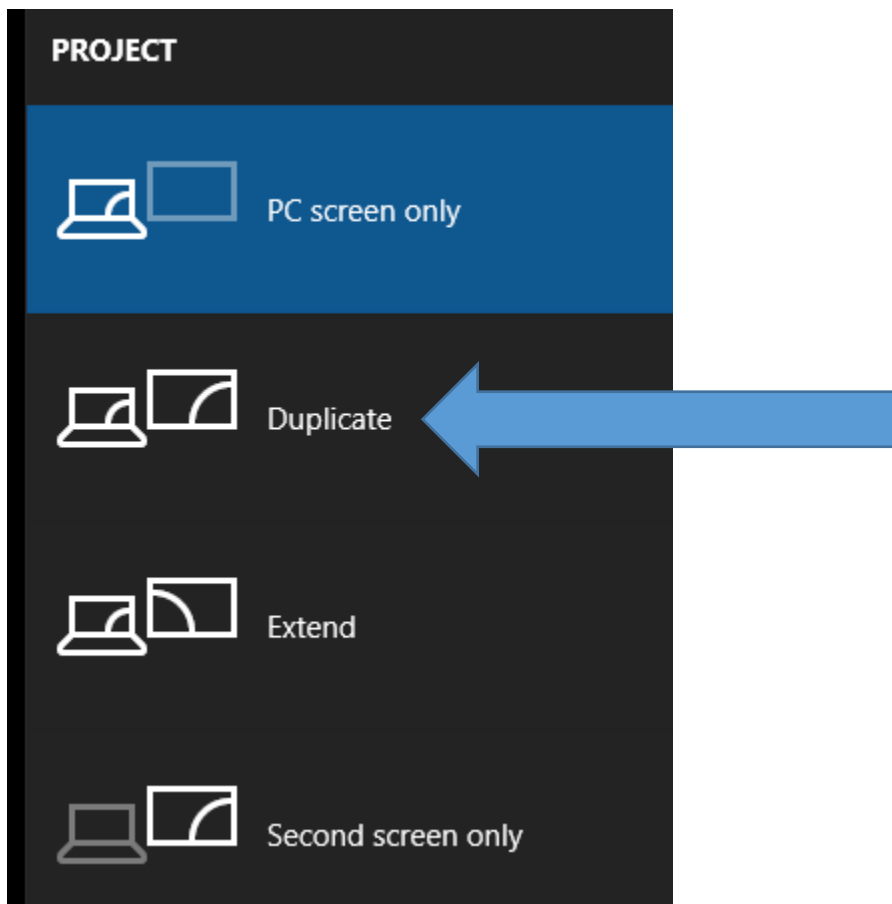 PROJECT
PC screen only
Duplicate
Extend
Second screen only